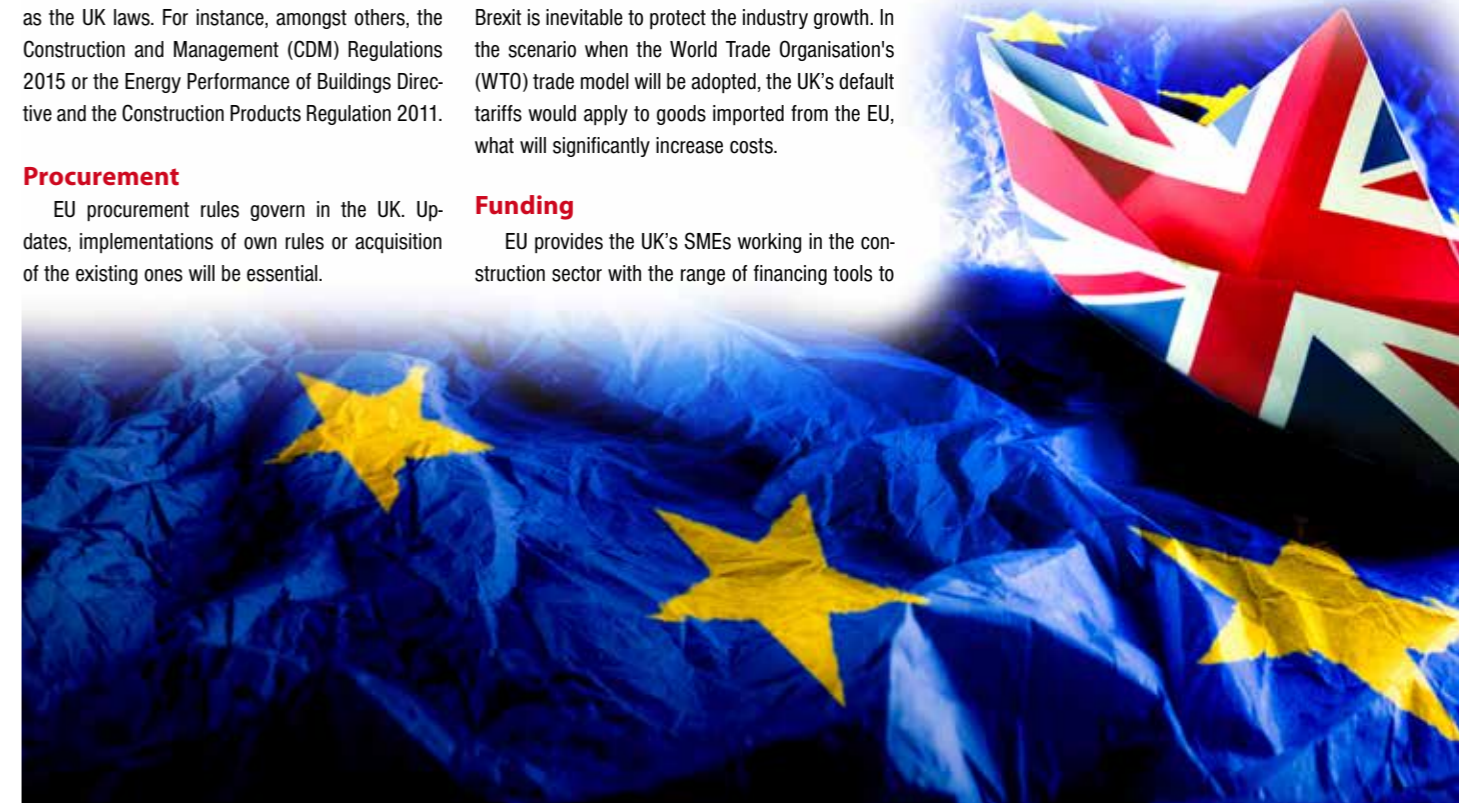 as the UK laws. For instance, amongst others, the
Construction and Management (CDM) Regulations
2015 or the Energy Performance of Buildings Direc-
tive and the Construction Products Regulation 2011.
Procurement
EU procurement rules govern in the UK. Up-
dates, implementations of own rules or acquisition
of the existing ones will be essential.
Brexit is inevitable to protect the industry growth. In
the scenario when the World Trade Organisation's
(WTO) trade model will be adopted, the UK’s default
tariffs would apply to goods imported from the EU,
what will significantly increase costs.
Funding
EU provides the UK’s SMEs working in the con-
struction sector with the range of financing tools to